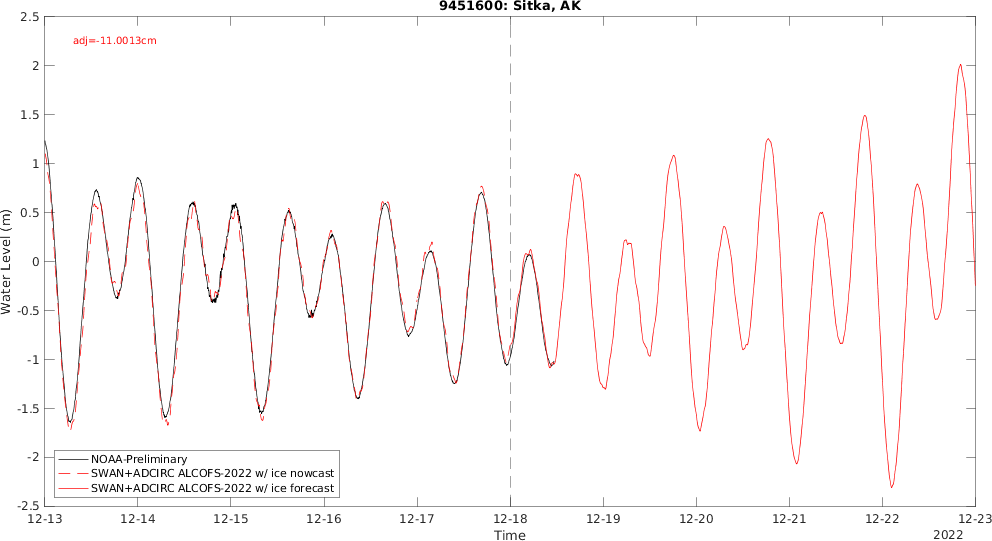 9451600: Sitka, AK
adj=-11.0013cm
2.5
2
1.5
1
0.5
0
-0.5
-1
-1.5
-2
-2.5
Water Level (m)
NOAA-Preliminary
SWAN+ADCIRC ALCOFS-2022 w/ ice nowcast
SWAN+ADCIRC ALCOFS-2022 w/ ice forecast
12-13 12-14 12-15 12-16 12-17 12-18 12-19 12-20 12-21 12-22 12-23
Time
2022